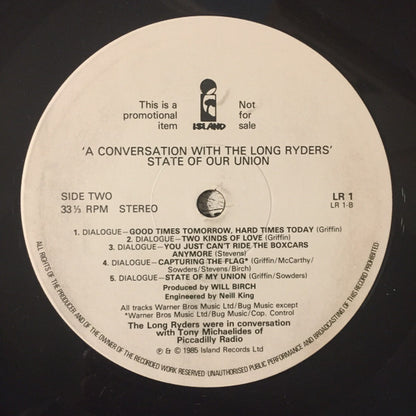 This is a
promotional
item
ISLAND
Not
for
sale
'A CONVERSATION WITH THE LONG RYDERS'
STATE OF OUR UNION
SIDE TWO
33⅓ RPM STEREO
LR 1
LR 1-B
1. DIALOGUE–GOOD TIMES TOMORROW, HARD TIMES TODAY (Griffin)
2. DIALOGUE–TWO KINDS OF LOVE (Griffin)
3. DIALOGUE–YOU JUST CAN'T RIDE THE BOXCARS
ANYMORE (Stevens)
4. DIALOGUE–CAPTURING THE FLAG* (Griffin/McCarthy/
Sowders/Stevens/Birch)
5. DIALOGUE–STATE OF MY UNION (Griffin/Sowders)
Produced by WILL BIRCH
Engineered by Neill King
All tracks Warner Bros Music Ltd/Bug Music except
*Warner Bros Music Ltd/Bug Music/Cop. Control
The Long Ryders were in conversation
with Tony Michaelides of
Piccadilly Radio
℗ & © 1985 Island Records Ltd
ALL RIGHTS OF THE PRODUCER AND OF THE OWNER OF THE RECORDED WORK RESERVED · UNAUTHORISED PUBLIC PERFORMANCE AND BROADCASTING OF THIS RECORD PROHIBITED